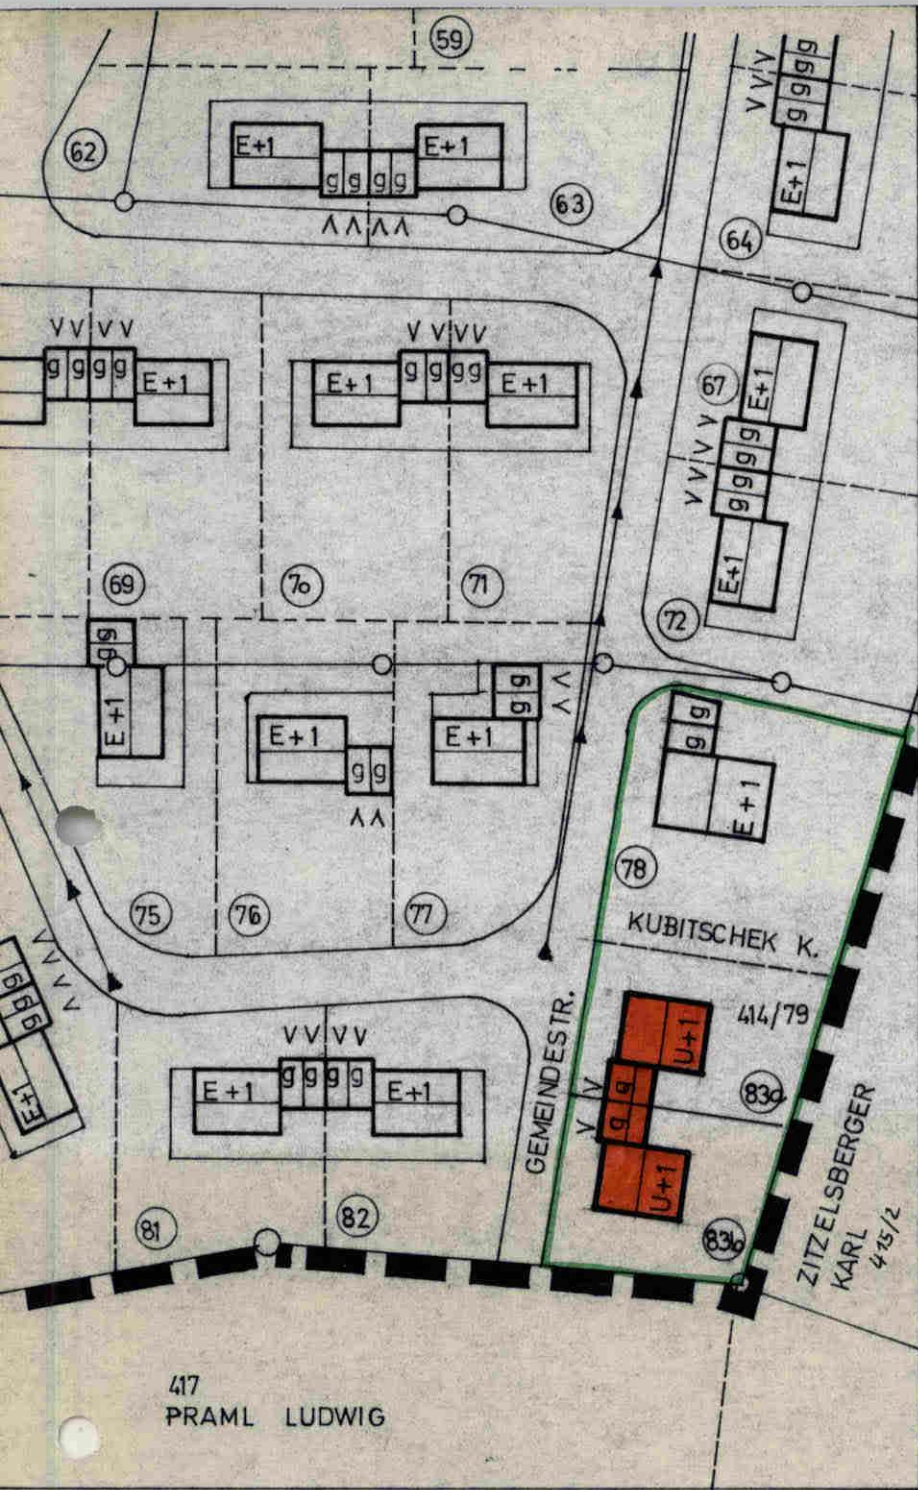 59
62
E+1
E+1
g g g g
63
g g g g
E+1
64
g g g g
E+1
g g g g
E+1
E+1
67
E+1
g g g g
E+1
69
70
71
72
g g
E+1
E+1
g g
g g
E+1
g g
E+1
75
76
77
78
KUBITSCHEK K.
414/79
U+1
g g
83a
g g
U+1
83b
GEMEINDESTR.
g g g
E+1
E+1
g g g g
E+1
81
82
ZITZELSBERGER
KARL
415/2
417
PRAML LUDWIG